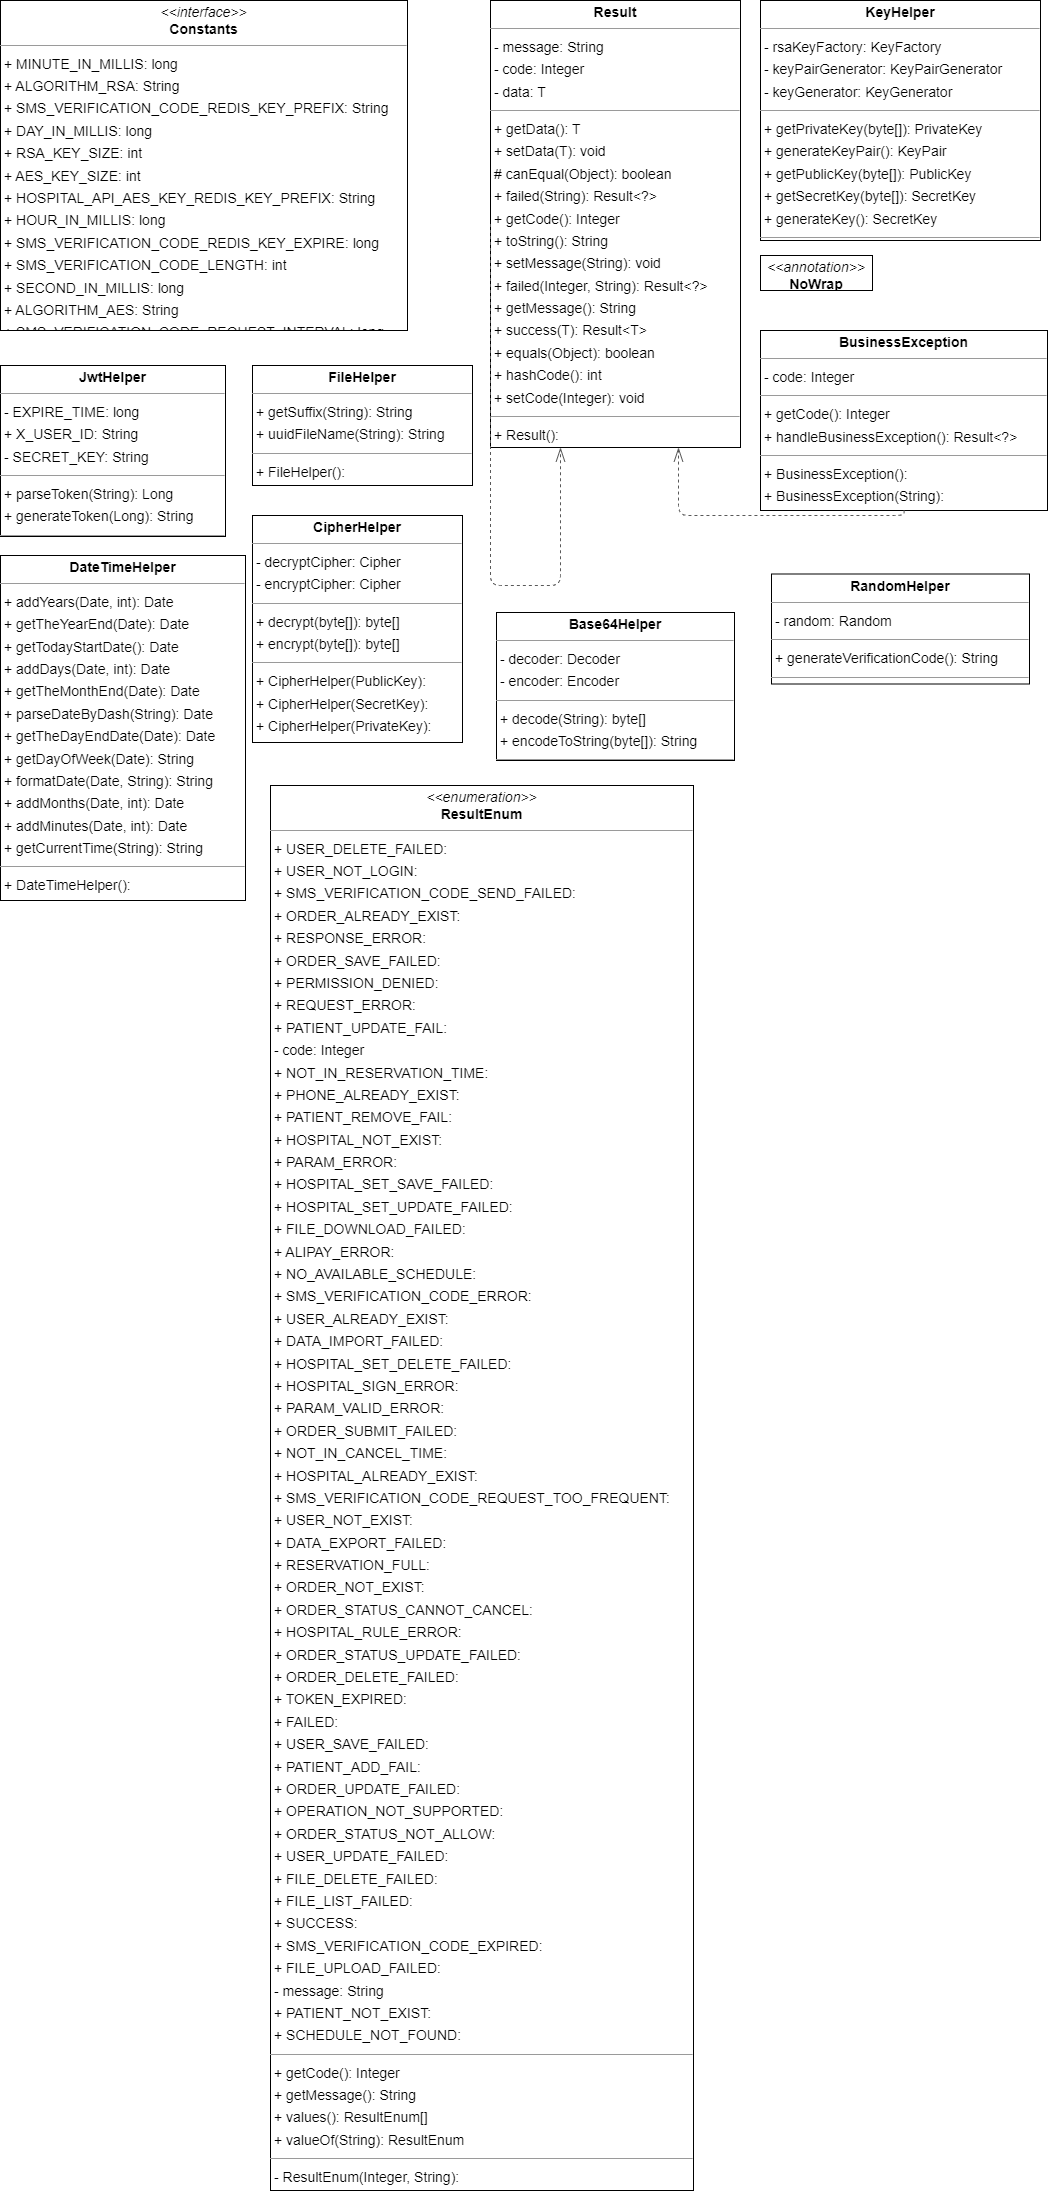 <<interface>>
Constants
+ MINUTE_IN_MILLIS: long
+ ALGORITHM_RSA: String
+ SMS_VERIFICATION_CODE_REDIS_KEY_PREFIX: String
+ DAY_IN_MILLIS: long
+ RSA_KEY_SIZE: int
+ AES_KEY_SIZE: int
+ HOSPITAL_API_AES_KEY_REDIS_KEY_PREFIX: String
+ HOUR_IN_MILLIS: long
+ SMS_VERIFICATION_CODE_REDIS_KEY_EXPIRE: long
+ SMS_VERIFICATION_CODE_LENGTH: int
+ SECOND_IN_MILLIS: long
+ ALGORITHM_AES: String
+ SMS_VERIFICATION_CODE_REQUEST_INTERVAL: long
Result
- message: String
- code: Integer
- data: T
+ getData(): T
+ setData(T): void
# canEqual(Object): boolean
+ failed(String): Result<?>
+ getCode(): Integer
+ toString(): String
+ setMessage(String): void
+ failed(Integer, String): Result<?>
+ getMessage(): String
+ success(T): Result<T>
+ equals(Object): boolean
+ hashCode(): int
+ setCode(Integer): void
+ Result():
KeyHelper
- rsaKeyFactory: KeyFactory
- keyPairGenerator: KeyPairGenerator
- keyGenerator: KeyGenerator
+ getPrivateKey(byte[]): PrivateKey
+ generateKeyPair(): KeyPair
+ getPublicKey(byte[]): PublicKey
+ getSecretKey(byte[]): SecretKey
+ generateKey(): SecretKey
<<annotation>>
NoWrap
BusinessException
- code: Integer
+ getCode(): Integer
+ handleBusinessException(): Result<?>
+ BusinessException():
+ BusinessException(String):
JwtHelper
- EXPIRE_TIME: long
+ X_USER_ID: String
- SECRET_KEY: String
+ parseToken(String): Long
+ generateToken(Long): String
FileHelper
+ getSuffix(String): String
+ uuidFileName(String): String
+ FileHelper():
CipherHelper
- decryptCipher: Cipher
- encryptCipher: Cipher
+ decrypt(byte[]): byte[]
+ encrypt(byte[]): byte[]
+ CipherHelper(PublicKey):
+ CipherHelper(SecretKey):
+ CipherHelper(PrivateKey):
DateTimeHelper
+ addYears(Date, int): Date
+ getTheYearEnd(Date): Date
+ getTodayStartDate(): Date
+ addDays(Date, int): Date
+ getTheMonthEnd(Date): Date
+ parseDateByDash(String): Date
+ getTheDayEndDate(Date): Date
+ getDayOfWeek(Date): String
+ formatDate(Date, String): String
+ addMonths(Date, int): Date
+ addMinutes(Date, int): Date
+ getCurrentTime(String): String
+ DateTimeHelper():
Base64Helper
- decoder: Decoder
- encoder: Encoder
+ decode(String): byte[]
+ encodeToString(byte[]): String
RandomHelper
- random: Random
+ generateVerificationCode(): String
<<enumeration>>
ResultEnum
+ USER_DELETE_FAILED:
+ USER_NOT_LOGIN:
+ SMS_VERIFICATION_CODE_SEND_FAILED:
+ ORDER_ALREADY_EXIST:
+ RESPONSE_ERROR:
+ ORDER_SAVE_FAILED:
+ PERMISSION_DENIED:
+ REQUEST_ERROR:
+ PATIENT_UPDATE_FAIL:
- code: Integer
+ NOT_IN_RESERVATION_TIME:
+ PHONE_ALREADY_EXIST:
+ PATIENT_REMOVE_FAIL:
+ HOSPITAL_NOT_EXIST:
+ PARAM_ERROR:
+ HOSPITAL_SET_SAVE_FAILED:
+ HOSPITAL_SET_UPDATE_FAILED:
+ FILE_DOWNLOAD_FAILED:
+ ALIPAY_ERROR:
+ NO_AVAILABLE_SCHEDULE:
+ SMS_VERIFICATION_CODE_ERROR:
+ USER_ALREADY_EXIST:
+ DATA_IMPORT_FAILED:
+ HOSPITAL_SET_DELETE_FAILED:
+ HOSPITAL_SIGN_ERROR:
+ PARAM_VALID_ERROR:
+ ORDER_SUBMIT_FAILED:
+ NOT_IN_CANCEL_TIME:
+ HOSPITAL_ALREADY_EXIST:
+ SMS_VERIFICATION_CODE_REQUEST_TOO_FREQUENT:
+ USER_NOT_EXIST:
+ DATA_EXPORT_FAILED:
+ RESERVATION_FULL:
+ ORDER_NOT_EXIST:
+ ORDER_STATUS_CANNOT_CANCEL:
+ HOSPITAL_RULE_ERROR:
+ ORDER_STATUS_UPDATE_FAILED:
+ ORDER_DELETE_FAILED:
+ TOKEN_EXPIRED:
+ FAILED:
+ USER_SAVE_FAILED:
+ PATIENT_ADD_FAIL:
+ ORDER_UPDATE_FAILED:
+ OPERATION_NOT_SUPPORTED:
+ ORDER_STATUS_NOT_ALLOW:
+ USER_UPDATE_FAILED:
+ FILE_DELETE_FAILED:
+ FILE_LIST_FAILED:
+ SUCCESS:
+ SMS_VERIFICATION_CODE_EXPIRED:
+ FILE_UPLOAD_FAILED:
- message: String
+ PATIENT_NOT_EXIST:
+ SCHEDULE_NOT_FOUND:
+ getCode(): Integer
+ getMessage(): String
+ values(): ResultEnum[]
+ valueOf(String): ResultEnum
- ResultEnum(Integer, String):